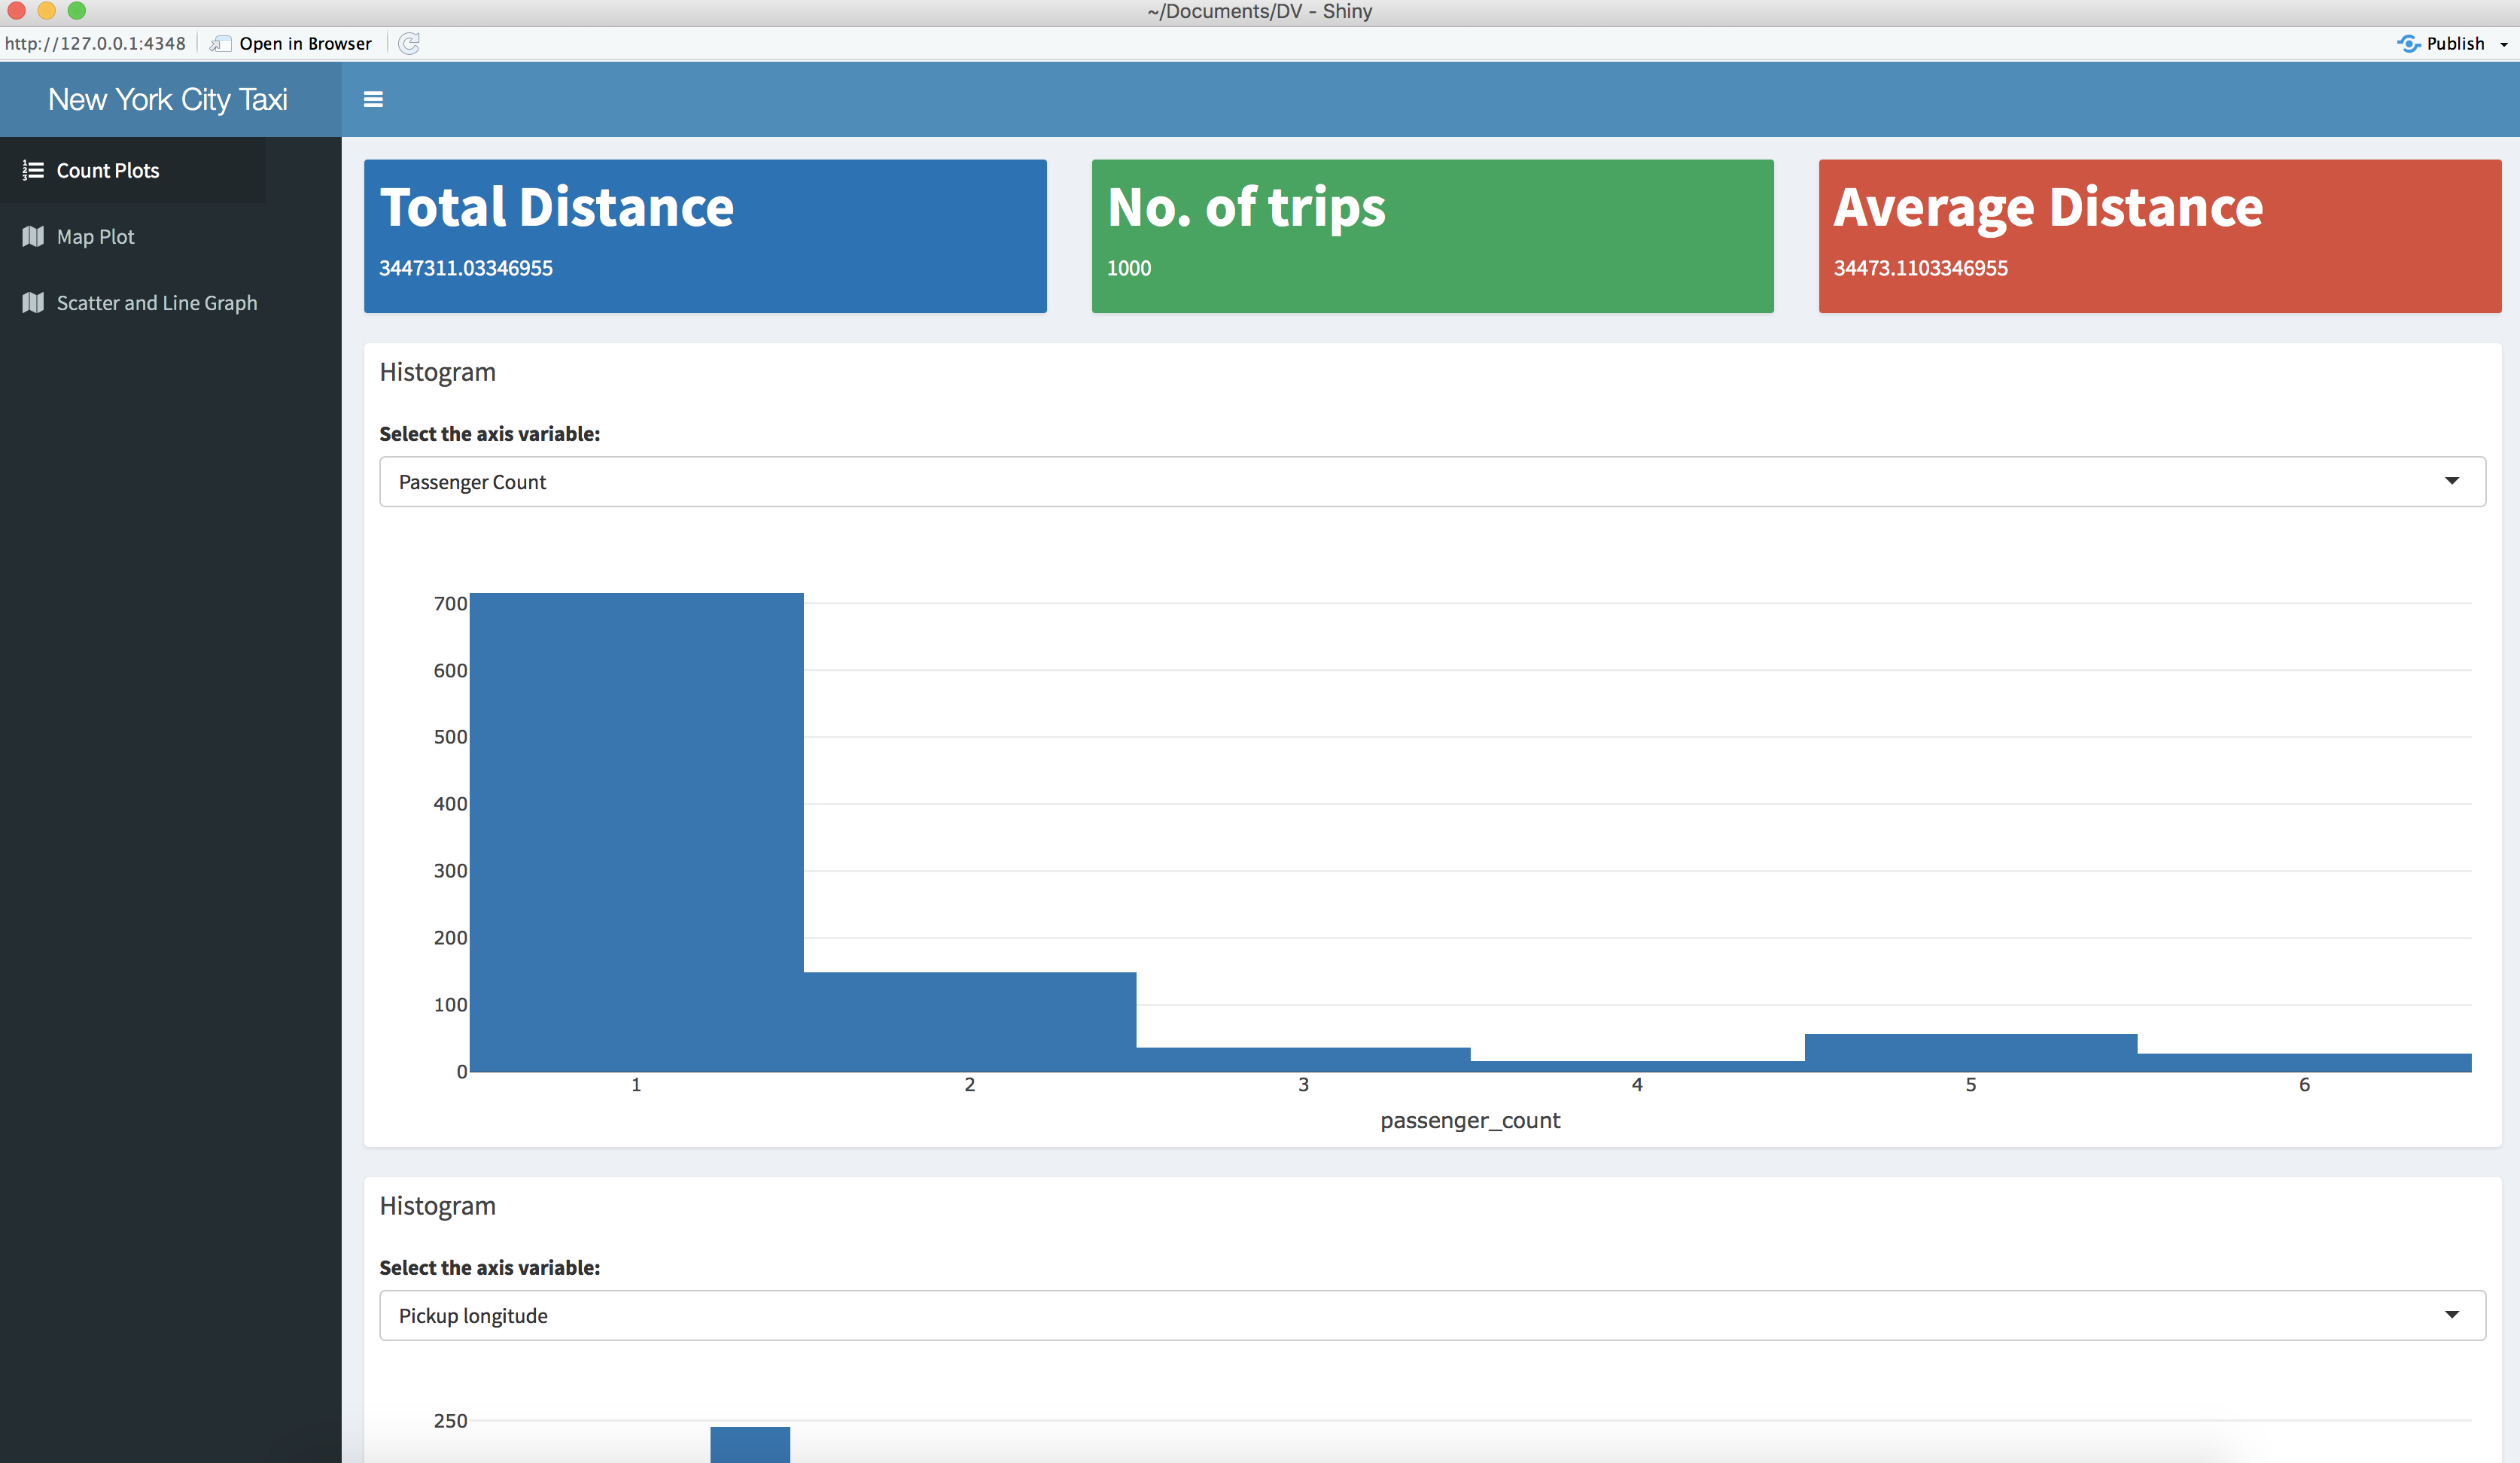 ~/Documents/DV - Shiny
http://127.0.0.1:4348 Open in Browser Publish
New York City Taxi
Count Plots
Map Plot
Scatter and Line Graph
Total Distance
3447311.03346955
No. of trips
1000
Average Distance
34473.1103346955
Histogram
Select the axis variable:
Passenger Count
700
600
500
400
300
200
100
0
1 2 3 4 5 6
passenger_count
Histogram
Select the axis variable:
Pickup longitude
250